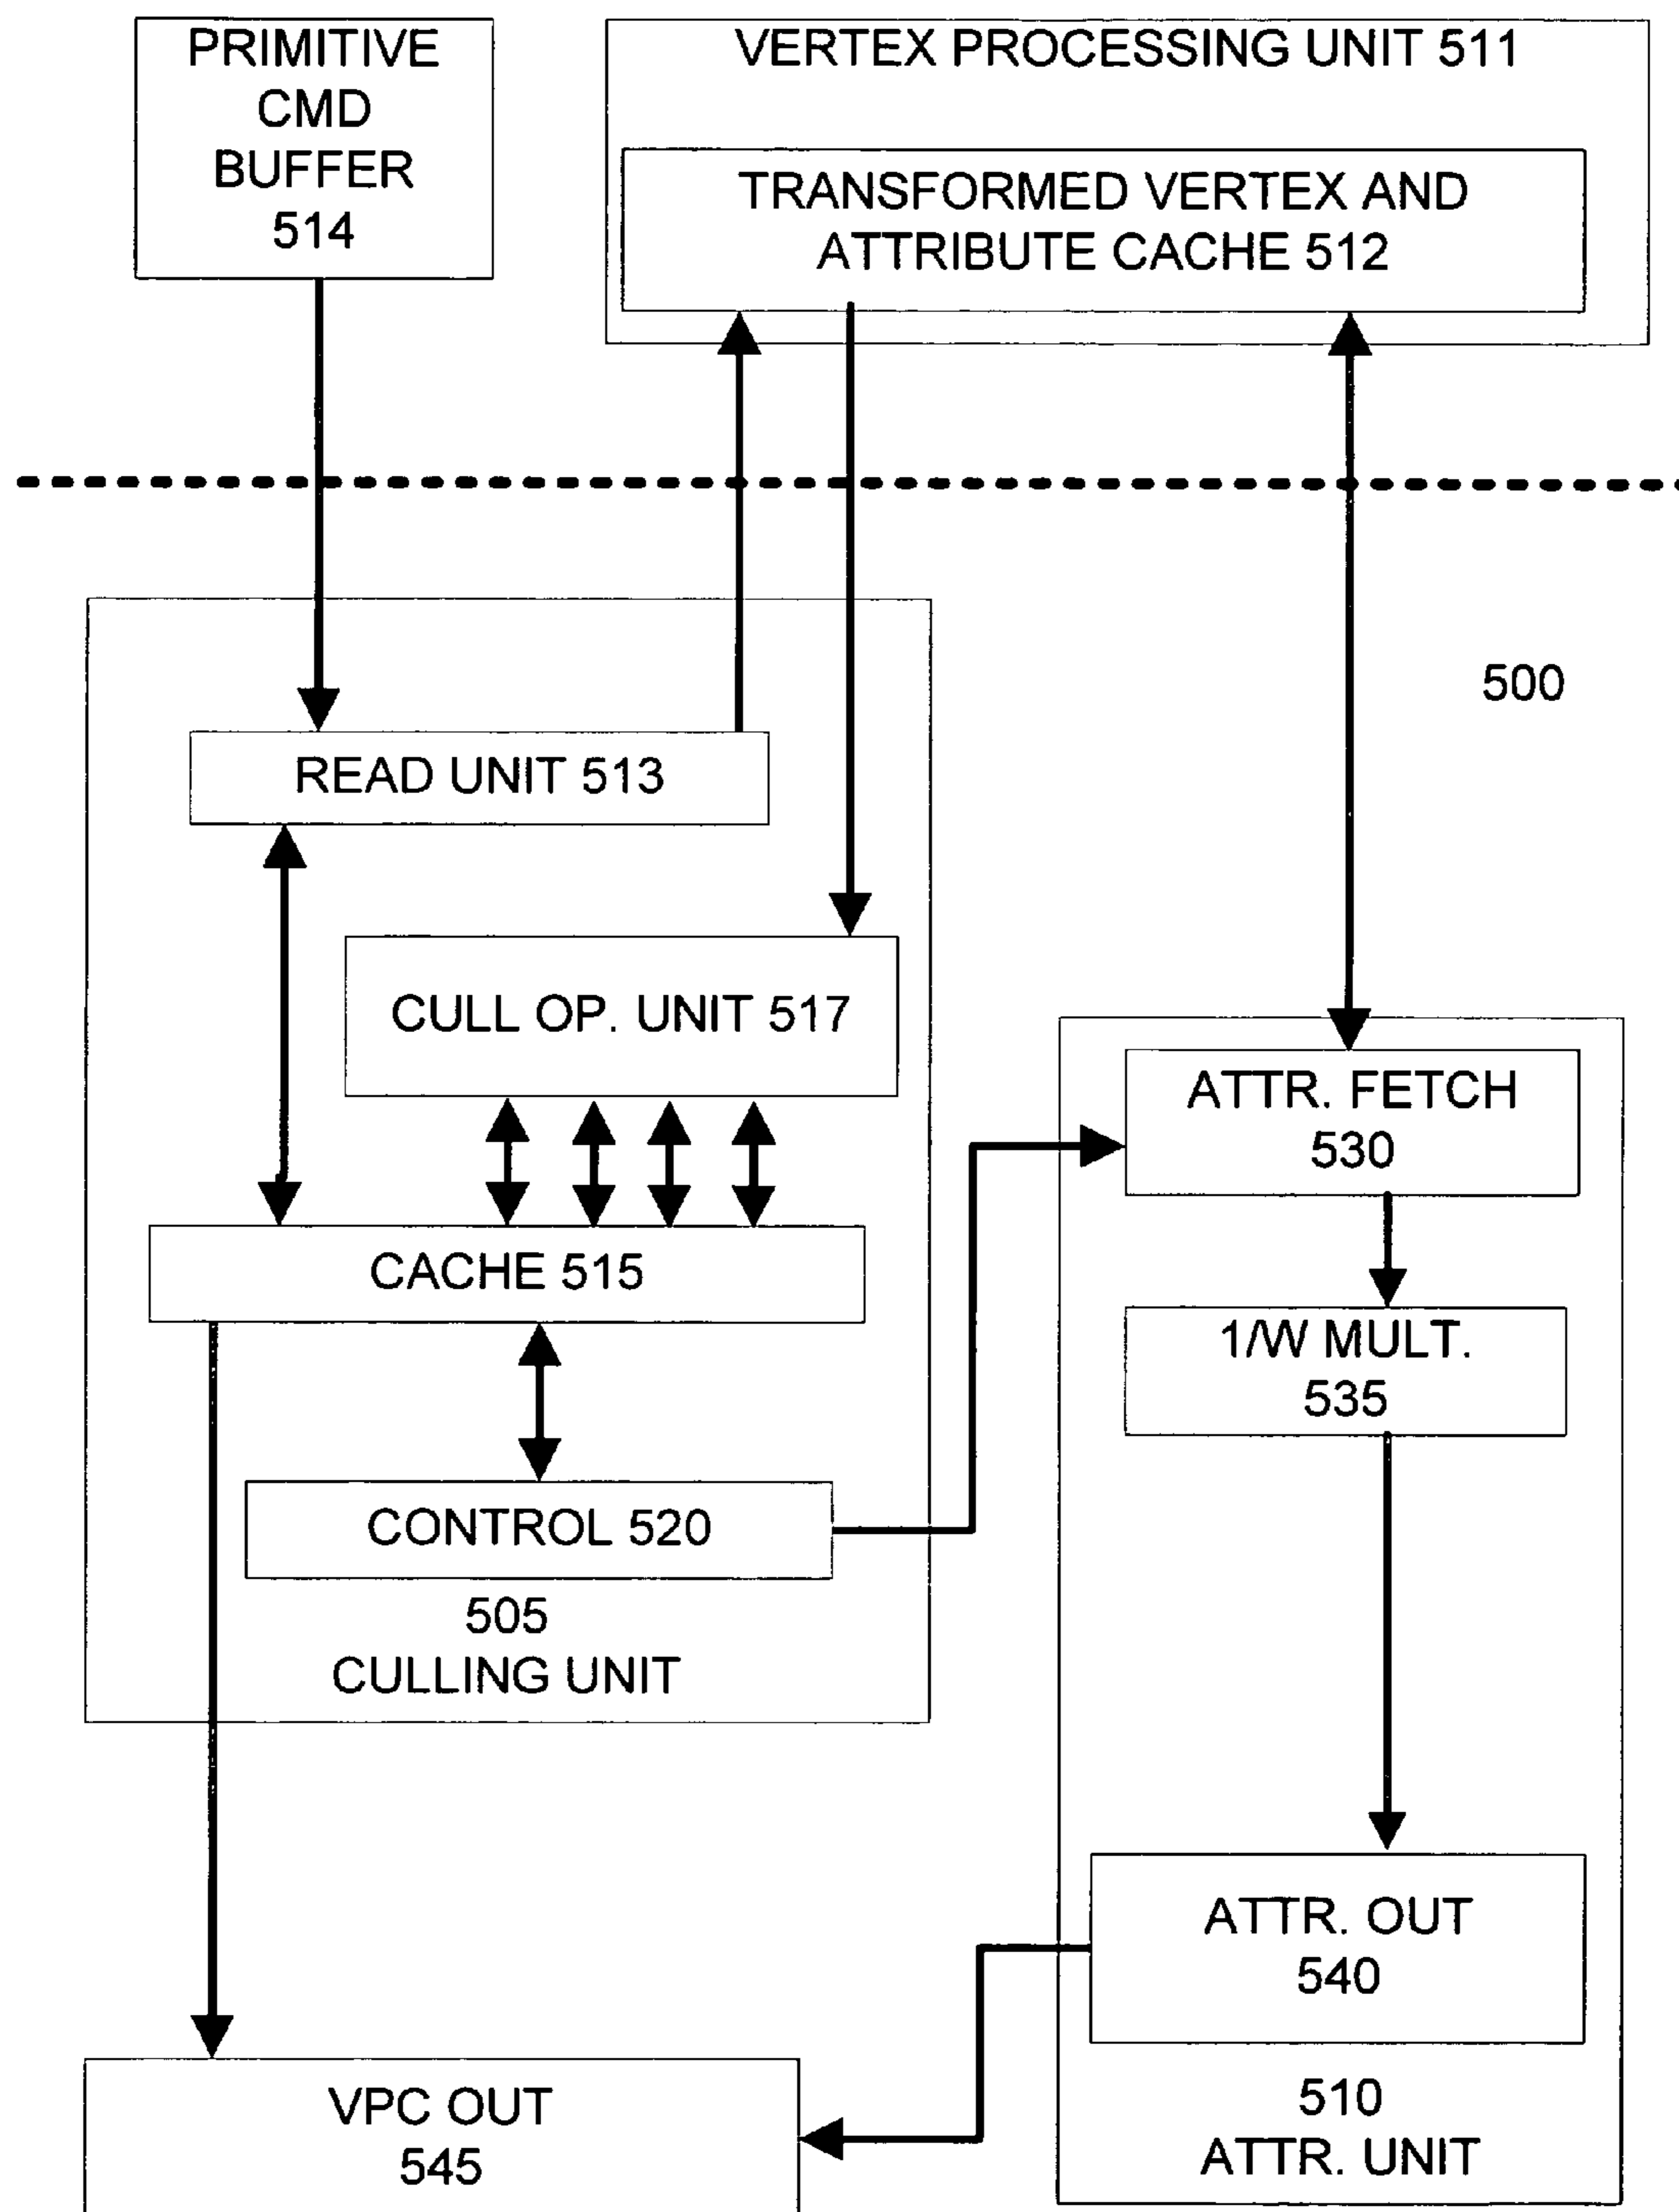 PRIMITIVE
CMD
BUFFER
514
VERTEX PROCESSING UNIT 511
TRANSFORMED VERTEX AND
ATTRIBUTE CACHE 512
500
READ UNIT 513
CULL OP. UNIT 517
ATTR. FETCH
530
CACHE 515
1/W MULT.
535
CONTROL 520
505
CULLING UNIT
ATTR. OUT
540
VPC OUT
545
510
ATTR. UNIT